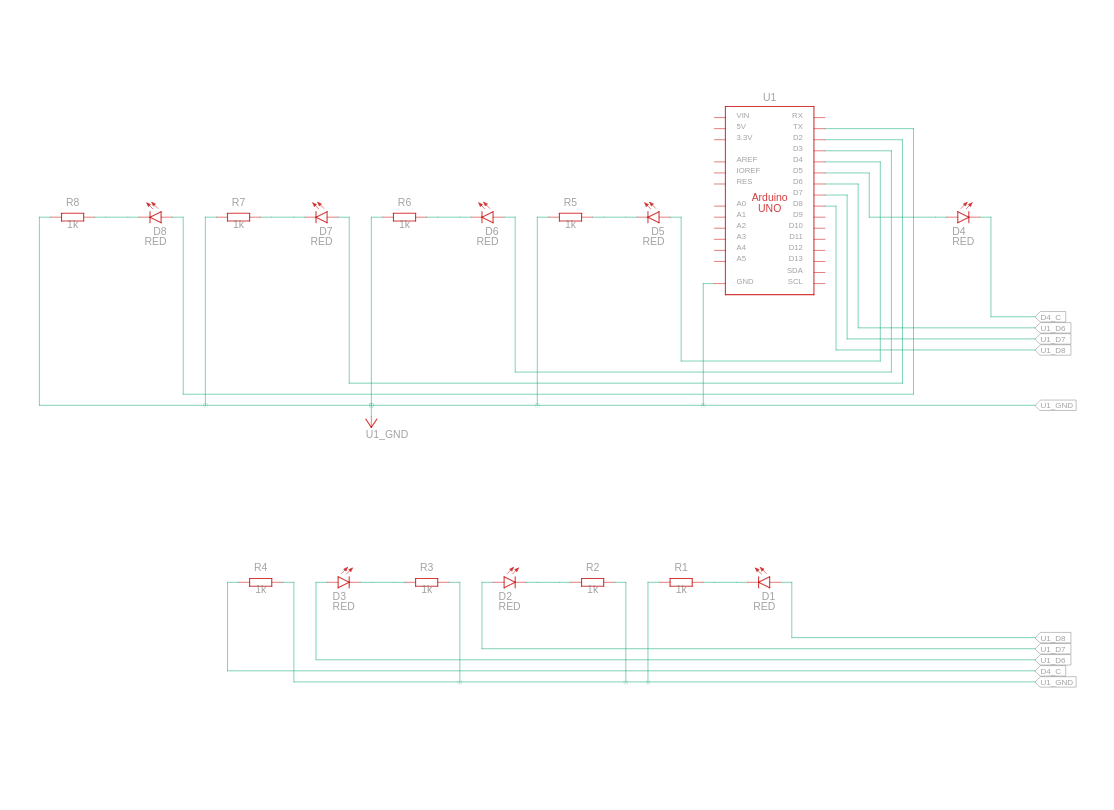 U1
VIN RX
5V TX
3.3V D2
D3
AREF D4
IOREF D5
RES D6
D7
Arduino
UNO
A0 D8
A1 D9
A2 D10
A3 D11
A4 D12
A5 D13
SDA
GND SCL
R8
1k
D8
RED
R7
1k
D7
RED
R6
1k
D6
RED
R5
1k
D5
RED
D4
RED
D4_C
U1_D6
U1_D7
U1_D8
U1_GND
U1_GND
R4
1k
D3
RED
R3
1k
D2
RED
R2
1k
R1
1k
D1
RED
U1_D8
U1_D7
U1_D6
D4_C
U1_GND